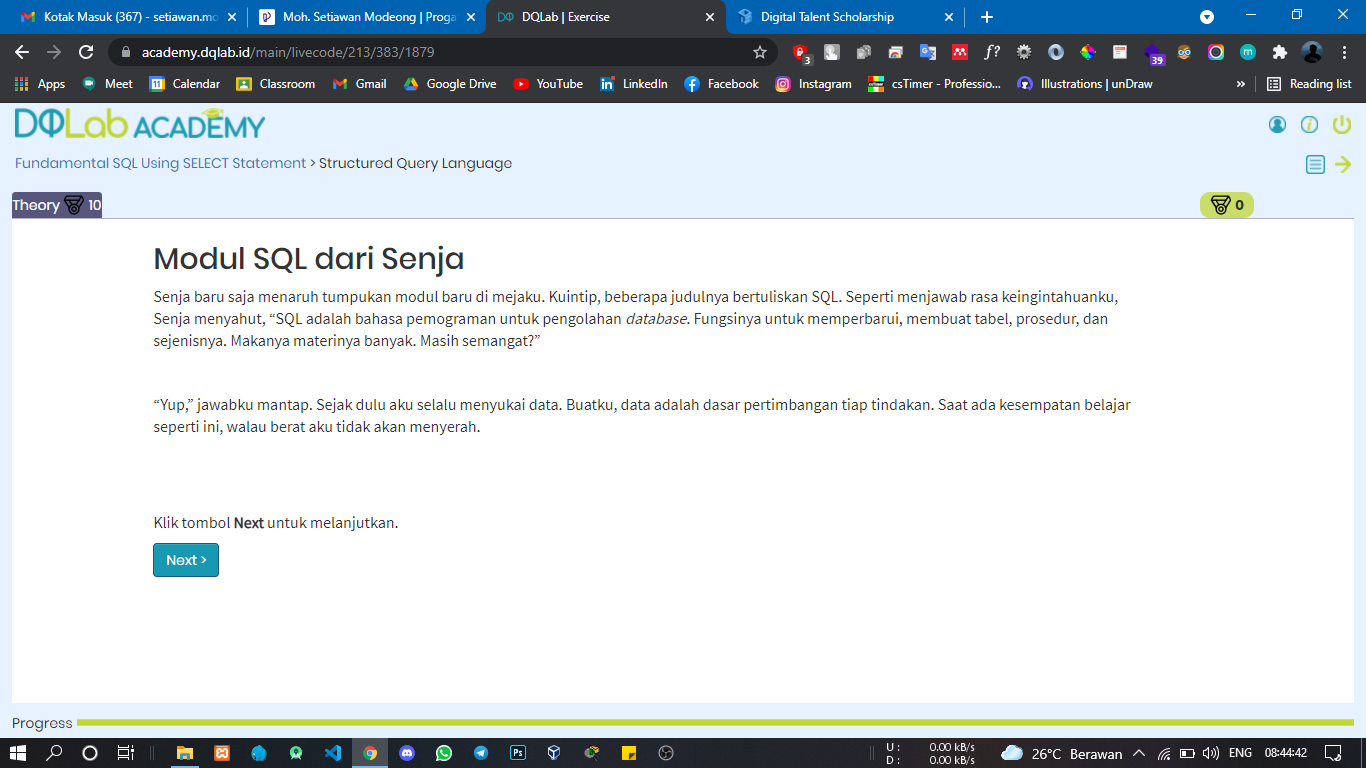 Kotak Masuk (367) - setiawan.mo
Moh. Setiawan Modeong | Proga
DQLab | Exercise
Digital Talent Scholarship
academy.dqlab.id/main/livecode/213/383/1879
3
f?
39
m
Apps
Meet
Calendar
Classroom
Gmail
Google Drive
YouTube
LinkedIn
Facebook
Instagram
csTimer - Professio...
Illustrations | unDraw
»
Reading list
DQLab ACADEMY
Fundamental SQL Using SELECT Statement > Structured Query Language
Theory 10
0
Modul SQL dari Senja
Senja baru saja menaruh tumpukan modul baru di mejaku. Kuintip, beberapa judulnya bertuliskan SQL. Seperti menjawab rasa keingintahuanku,
Senja menyahut, “SQL adalah bahasa pemograman untuk pengolahan database. Fungsinya untuk memperbarui, membuat tabel, prosedur, dan
sejenisnya. Makanya materinya banyak. Masih semangat?”
“Yup,” jawabku mantap. Sejak dulu aku selalu menyukai data. Buatku, data adalah dasar pertimbangan tiap tindakan. Saat ada kesempatan belajar
seperti ini, walau berat aku tidak akan menyerah.
Klik tombol Next untuk melanjutkan.
Next >
Progress
Ps
U : 0.00 kB/s
D : 0.00 kB/s
26°C Berawan
ENG
08:44:42